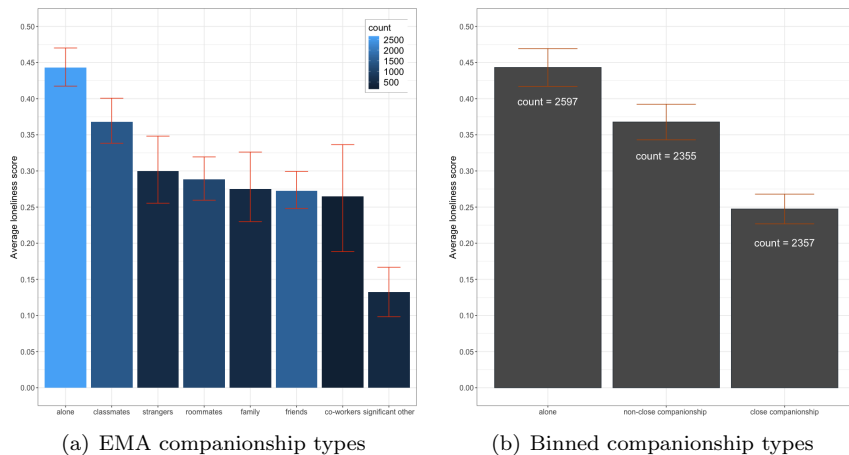 count
2500
2000
1500
1000
500
0.50
0.45
0.40
0.35
0.30
0.25
0.20
0.15
0.10
0.05
0.00
Average loneliness score
alone classmates strangers roommates family friends co-workers significant other
(a) EMA companionship types
0.50
0.45
0.40
0.35
0.30
0.25
0.20
0.15
0.10
0.05
0.00
Average loneliness score
count = 2597
count = 2355
count = 2357
alone non-close companionship close companionship
(b) Binned companionship types